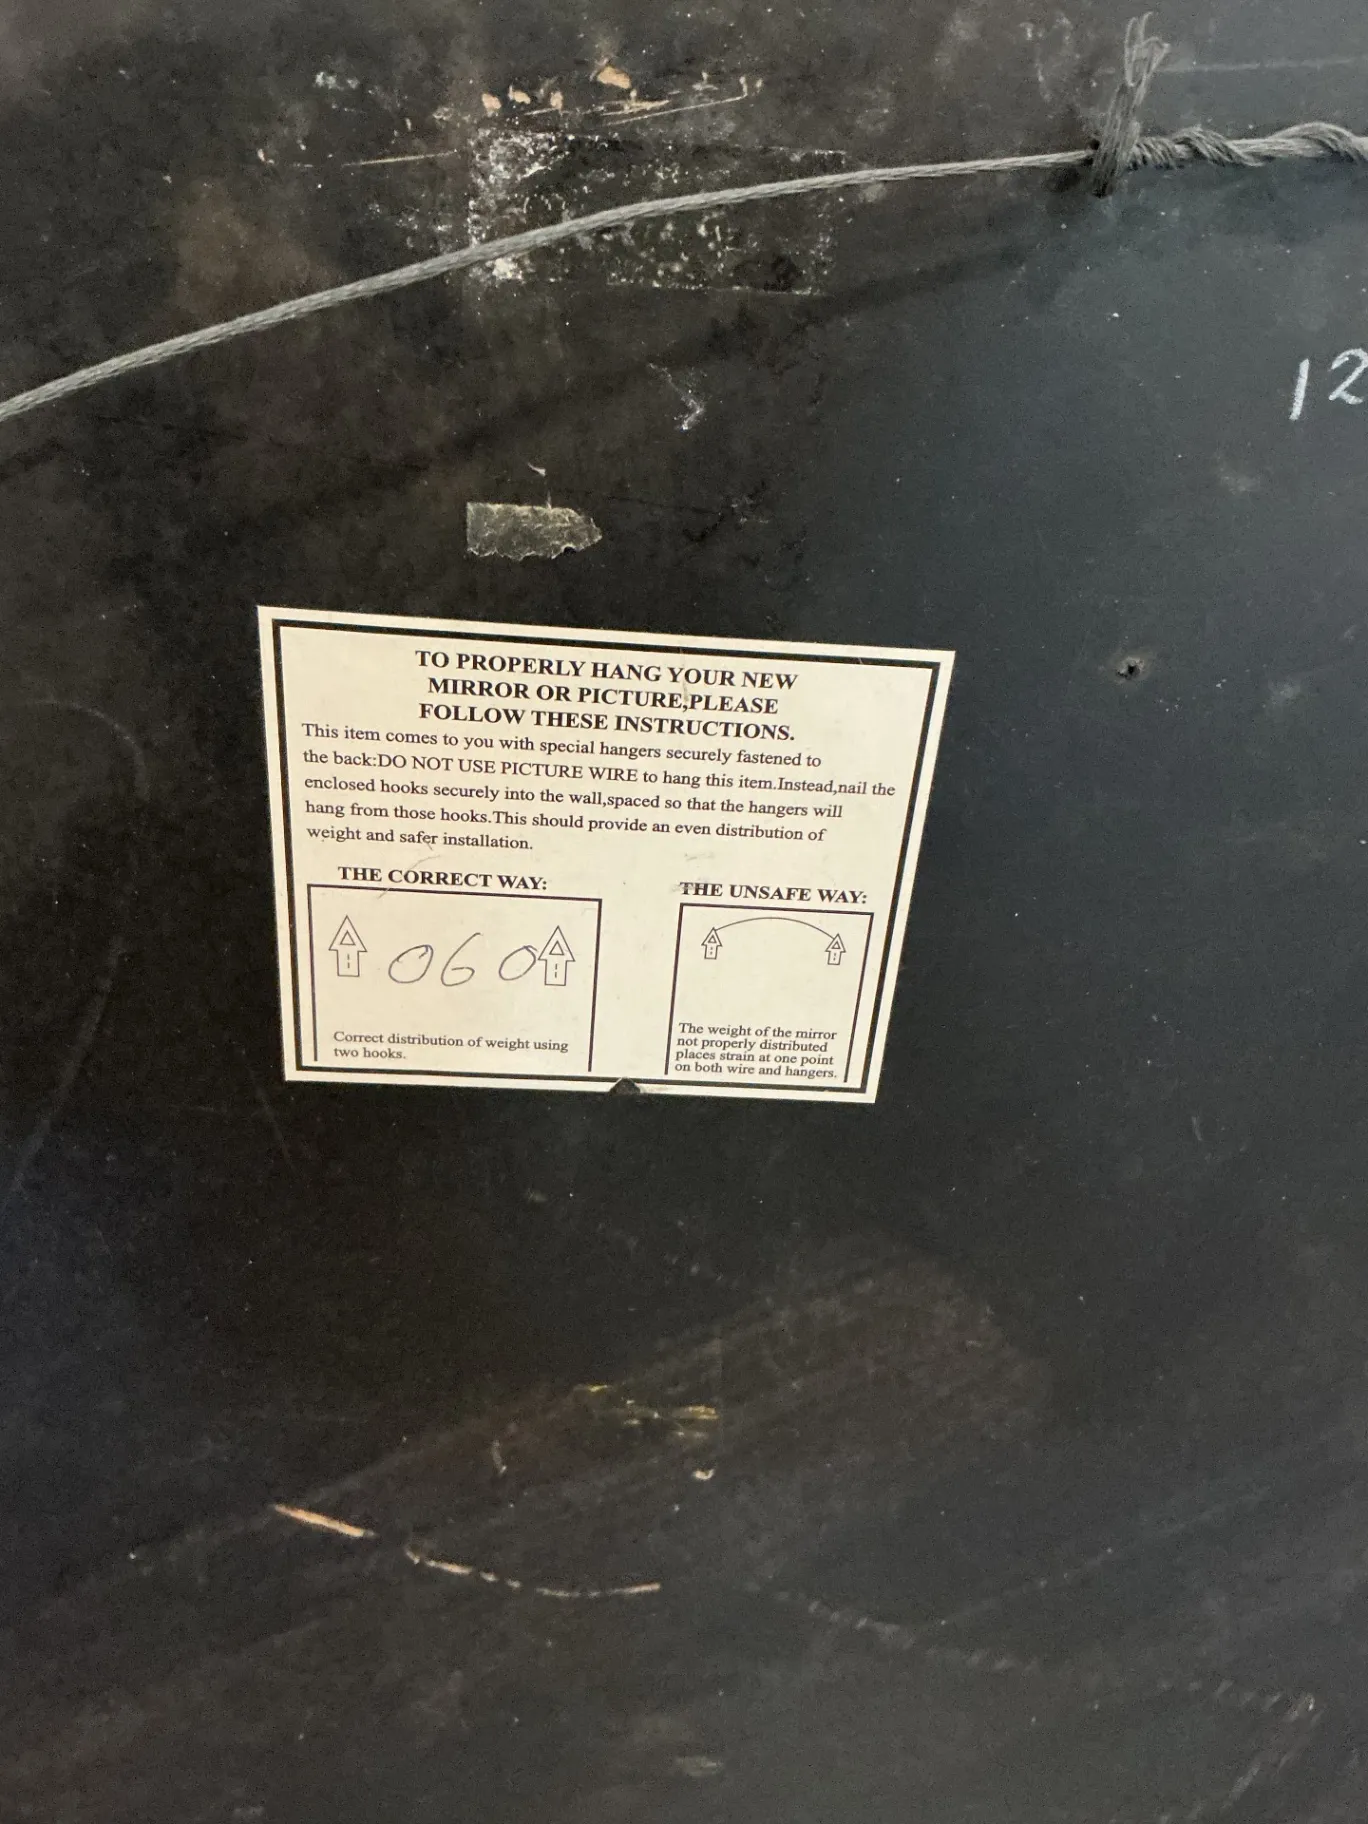 12
TO PROPERLY HANG YOUR NEW
MIRROR OR PICTURE,PLEASE
FOLLOW THESE INSTRUCTIONS.
This item comes to you with special hangers securely fastened to
the back:DO NOT USE PICTURE WIRE to hang this item.Instead,nail the
enclosed hooks securely into the wall,spaced so that the hangers will
hang from those hooks.This should provide an even distribution of
weight and safer installation.
THE CORRECT WAY:
060
Correct distribution of weight using
two hooks.
THE UNSAFE WAY:
The weight of the mirror
not properly distributed
places strain at one point
on both wire and hangers.